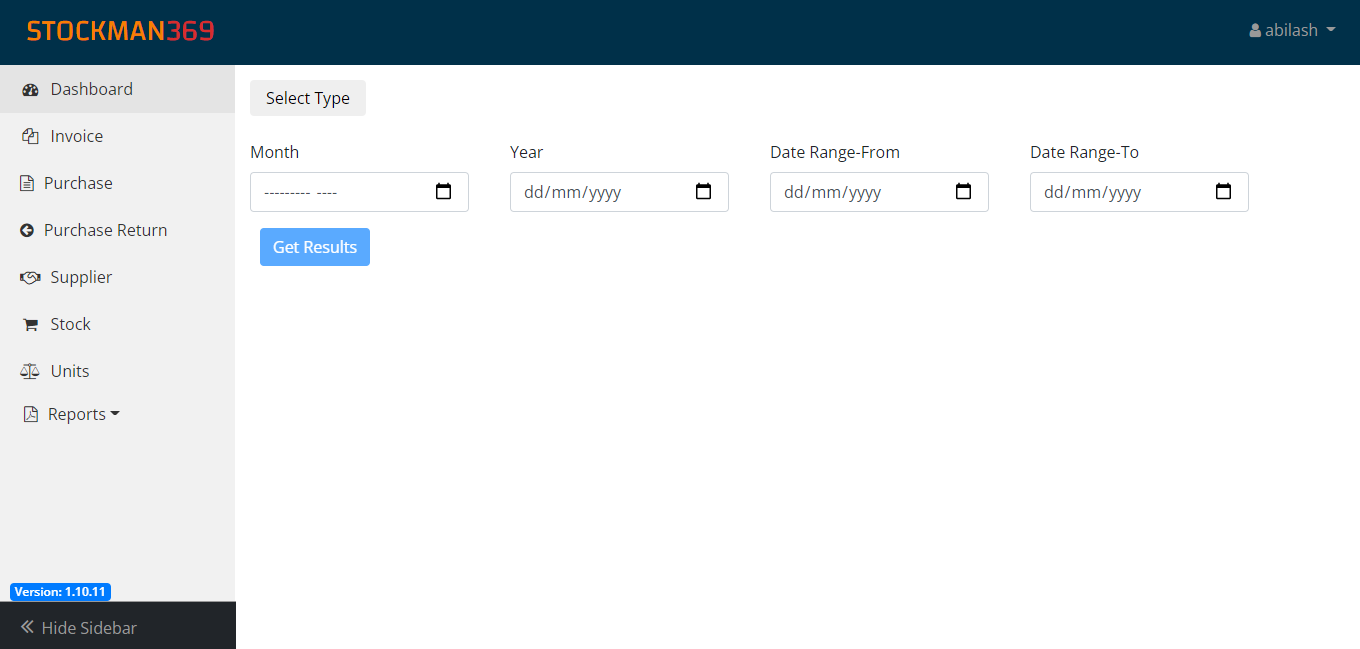 STOCKMAN369
abilash
Dashboard
Invoice
Purchase
Purchase Return
Supplier
Stock
Units
Reports
Version: 1.10.11
Hide Sidebar
Select Type
Month Year Date Range-From Date Range-To
--------- ---- dd/mm/yyyy dd/mm/yyyy dd/mm/yyyy
Get Results